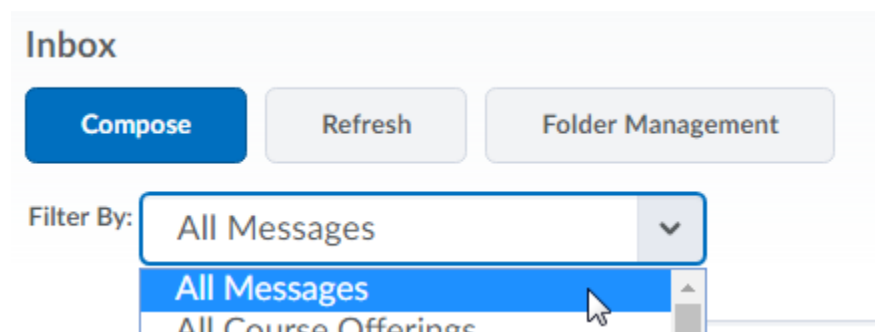 Inbox
Compose Refresh Folder Management
Filter By: All Messages
All Messages
All Course Offerings